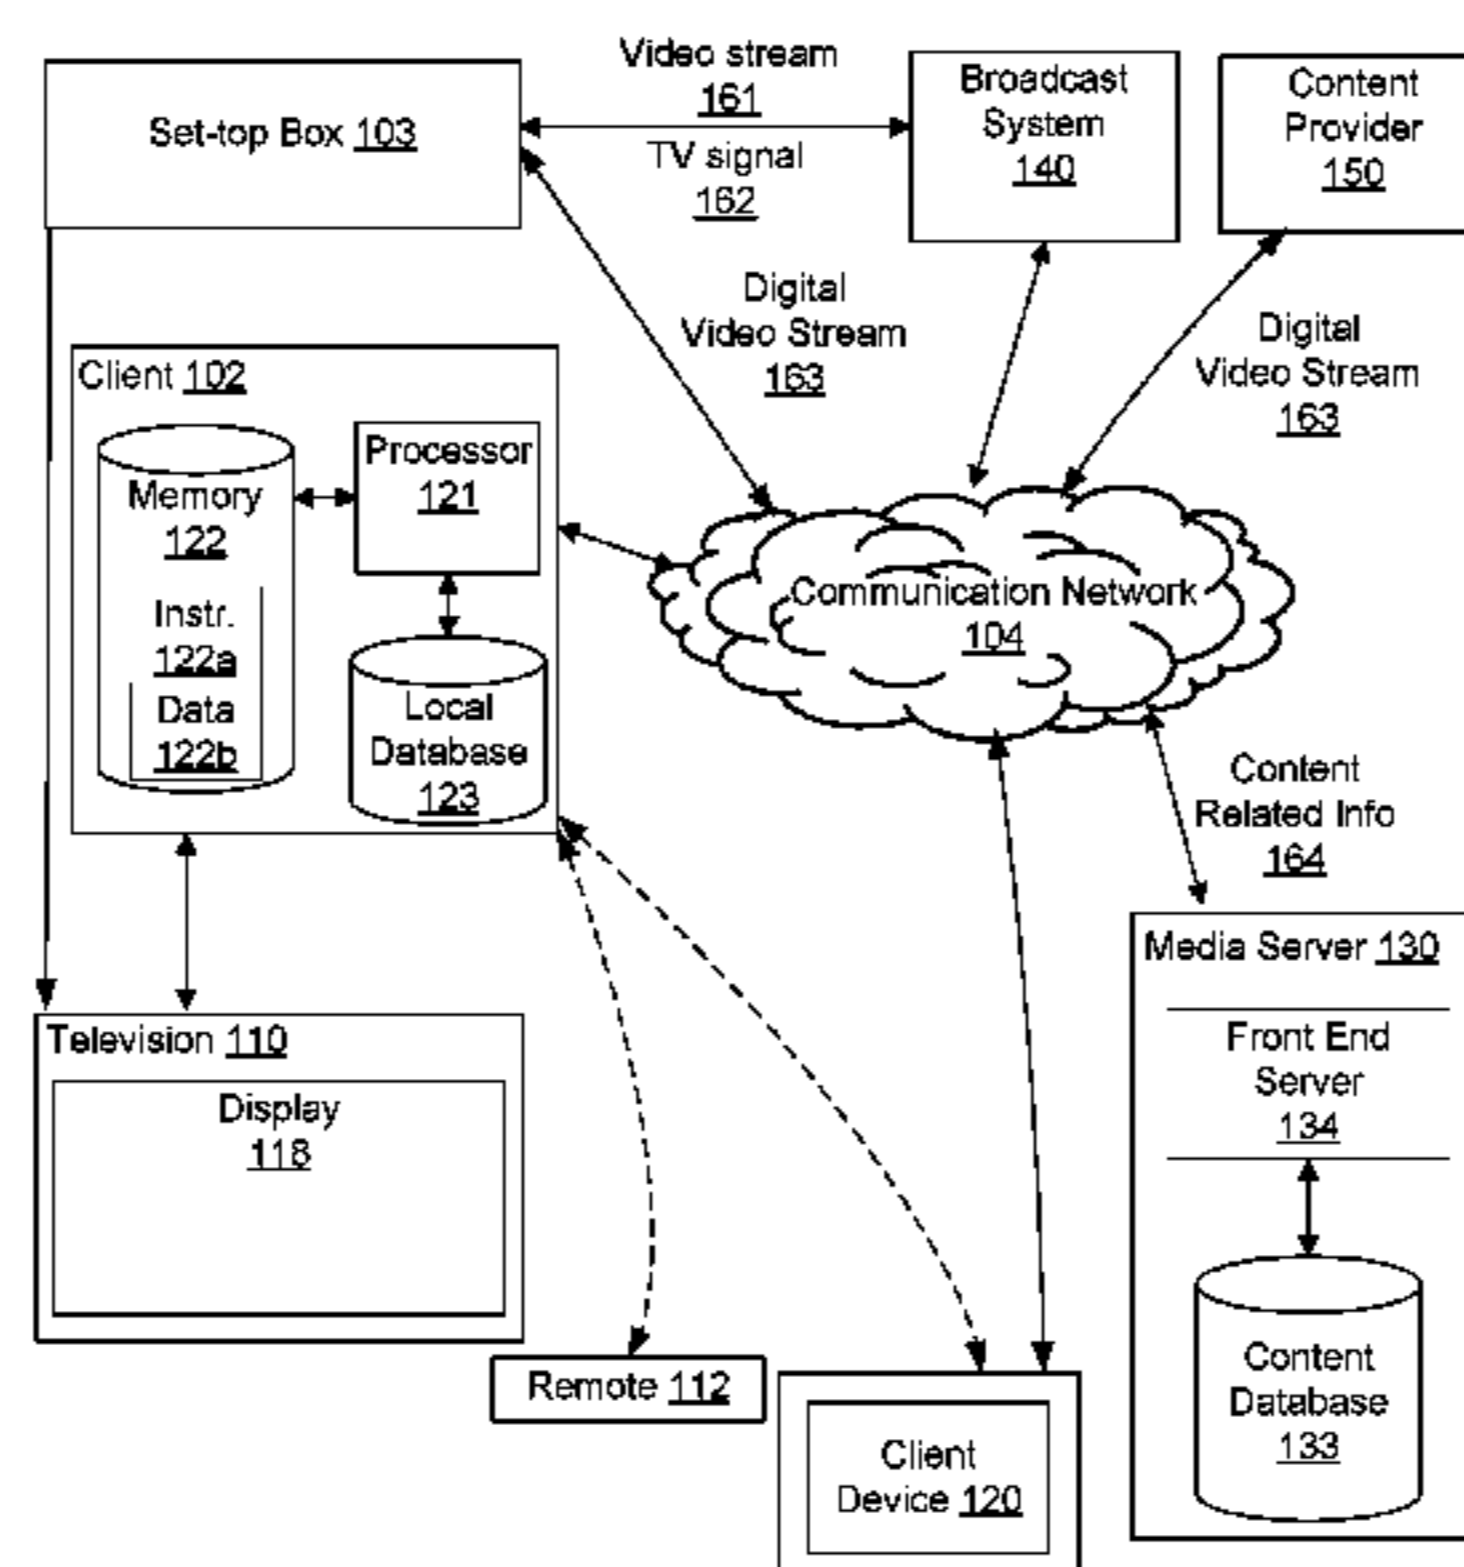 Set-top Box 103
Video stream
161
TV signal
162
Broadcast
System
140
Content
Provider
150
Digital
Video Stream
163
Digital
Video Stream
163
Client 102
Memory
122
Instr.
122a
Data
122b
Processor
121
Local
Database
123
Communication Network
104
Content
Related Info
164
Television 110
Display
118
Remote 112
Client
Device 120
Media Server 130
Front End
Server
134
Content
Database
133